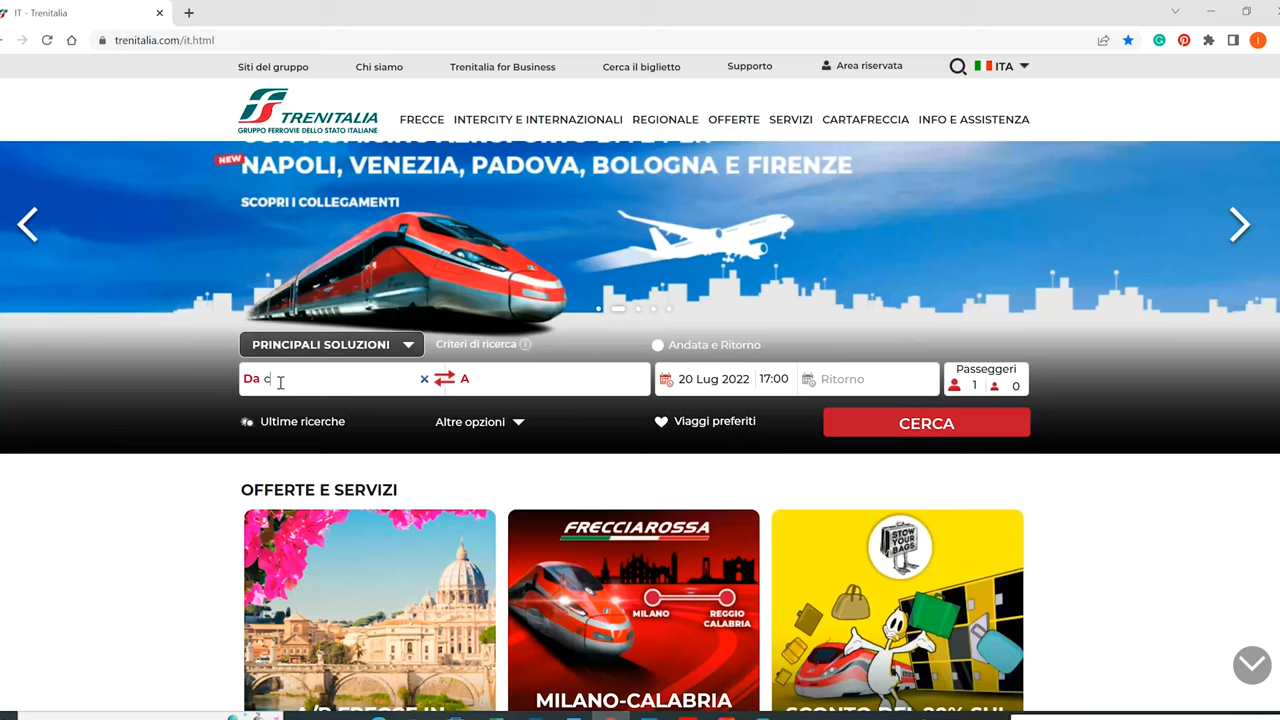 IT - Trenitalia
trenitalia.com/it.html
Siti del gruppo Chi siamo Trenitalia for Business Cerca il biglietto Supporto Area riservata ITA
TRENITALIA
GRUPPO FERROVIE DELLO STATO ITALIANE
FRECCE INTERCITY E INTERNAZIONALI REGIONALE OFFERTE SERVIZI CARTAFRECCIA INFO E ASSISTENZA
NEW
NAPOLI, VENEZIA, PADOVA, BOLOGNA E FIRENZE
SCOPRI I COLLEGAMENTI
PRINCIPALI SOLUZIONI Criteri di ricerca Andata e Ritorno
Da c A 20 Lug 2022 17:00 Ritorno Passeggeri
1 0
Ultime ricerche Altre opzioni Viaggi preferiti CERCA
OFFERTE E SERVIZI
FRECCIAROSSA
MILANO REGGIO CALABRIA
MILANO-CALABRIA
STOW YOUR BAGS